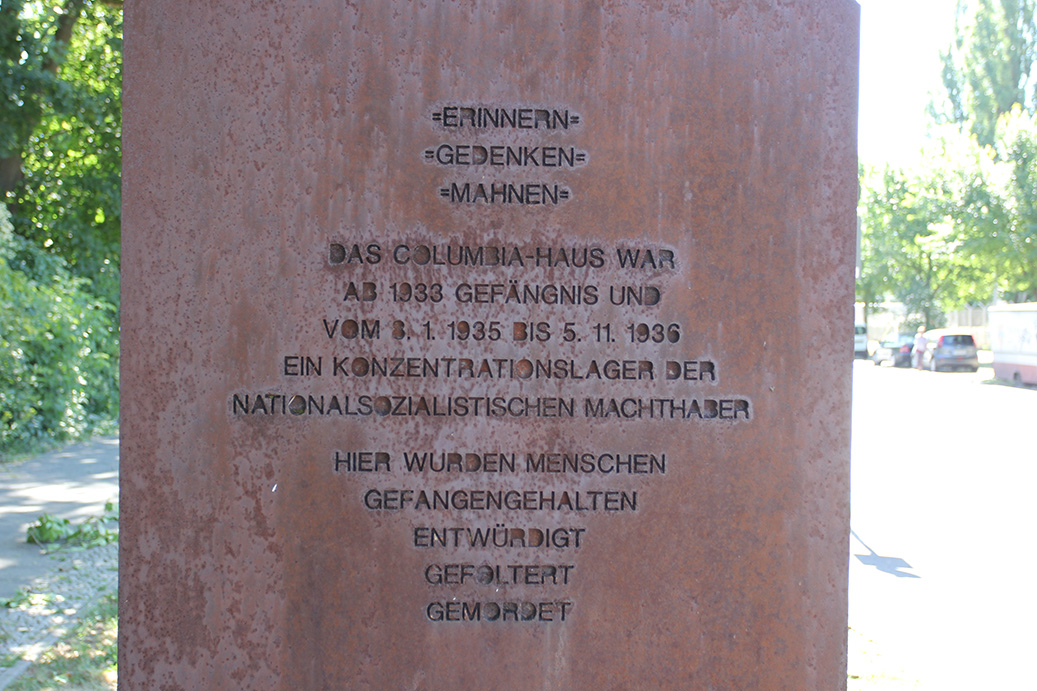 =ERINNERN=
=GEDENKEN=
=MAHNEN=
DAS COLUMBIA-HAUS WAR
AB 1933 GEFÄNGNIS UND
VOM 8. 1. 1935 BIS 5. 11. 1936
EIN KONZENTRATIONSLAGER DER
NATIONALSOZIALISTISCHEN MACHTHABER
HIER WURDEN MENSCHEN
GEFANGENGEHALTEN
ENTWÜRDIGT
GEFOLTERT
GEMORDET